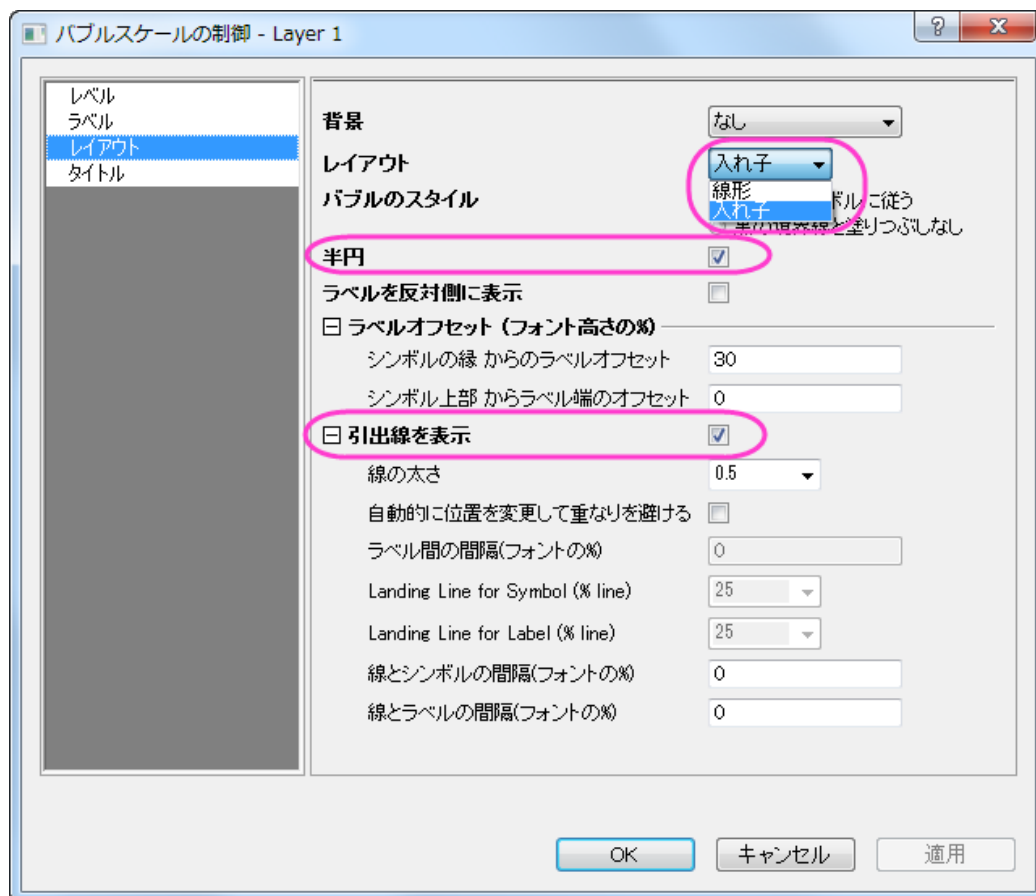 バブルスケールの制御 - Layer 1
レベル
ラベル
レイアウト
タイトル
背景 なし
レイアウト 入れ子
線形
入れ子
バブルのスタイル ボルに従う
の境界線を塗りつぶしなし
半円
ラベルを反対側に表示
ラベルオフセット (フォント高さの%)
シンボルの縁 からのラベルオフセット 30
シンボル上部 からラベル端のオフセット 0
引出線を表示
線の太さ 0.5
自動的に位置を変更して重なりを避ける
ラベル間の間隔(フォントの%) 0
Landing Line for Symbol (% line) 25
Landing Line for Label (% line) 25
線とシンボルの間隔(フォントの%) 0
線とラベルの間隔(フォントの%) 0
OK キャンセル 適用